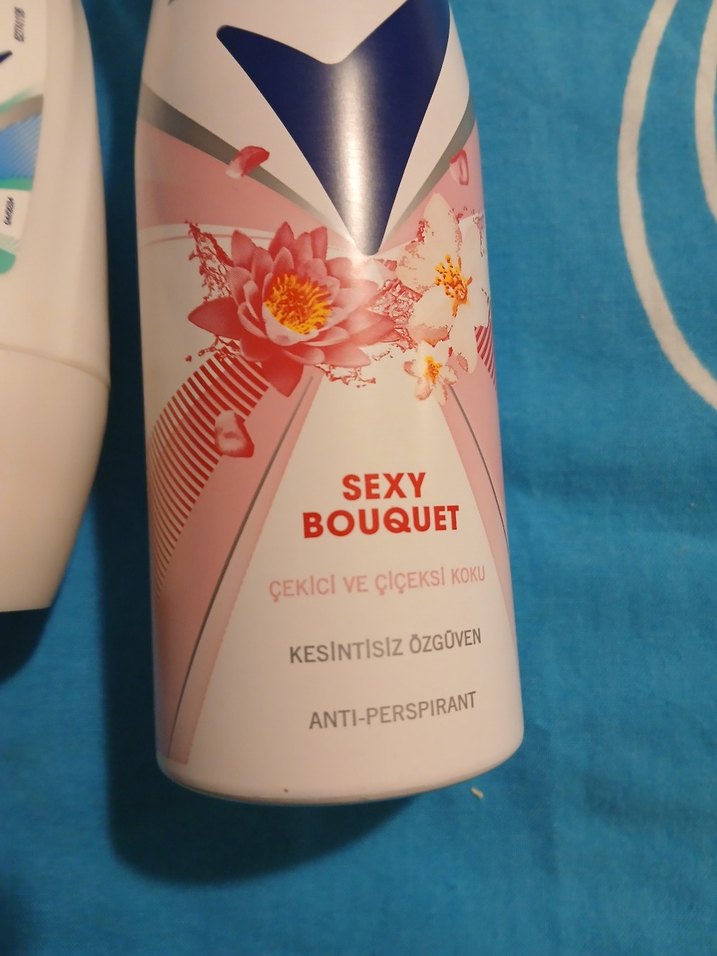 SEXY
BOUQUET
ÇEKİCİ VE ÇİÇEKSİ KOKU
KESİNTİSİZ ÖZGÜVEN
ANTI-PERSPIRANT